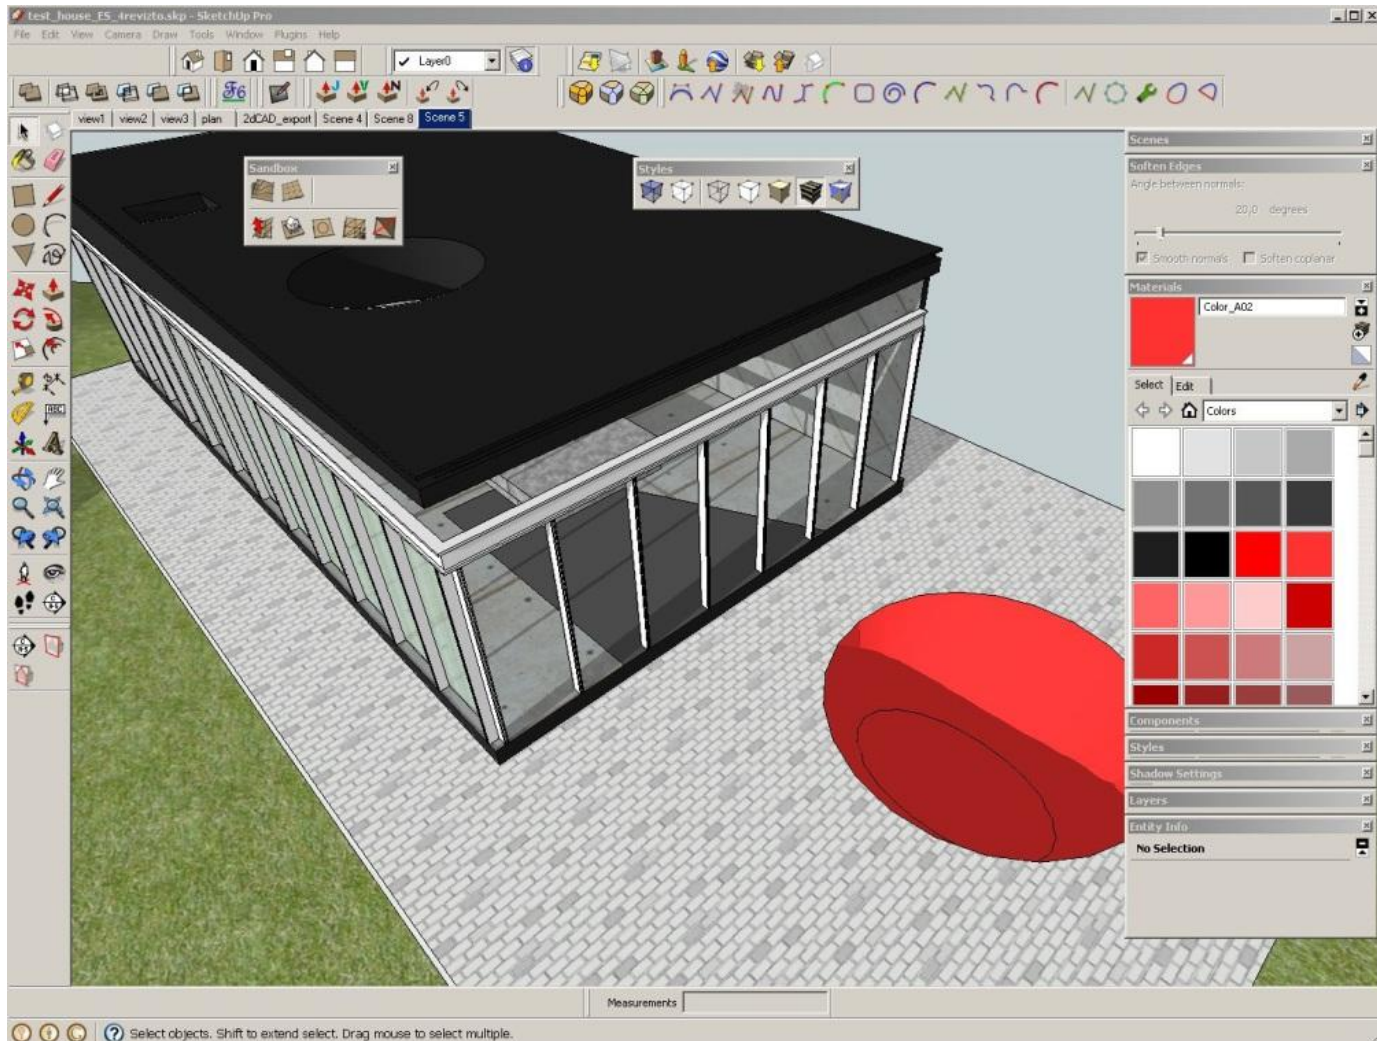 test_house_E5_4revizto.skp - SketchUp Pro
File Edit View Camera Draw Tools Window Plugins Help
Layer0
F6 J V N
view1 view2 view3 plan 2dCAD_export Scene 4 Scene 8 Scene 5
Sandbox
Styles
Scenes
Soften Edges
Angle between normals:
20,0 degrees
Smooth normals Soften coplanar
Materials
Color_A02
Select Edit
Colors
ABC
Components
Styles
Shadow Settings
Layers
Entity Info
No Selection
Measurements
Select objects. Shift to extend select. Drag mouse to select multiple.